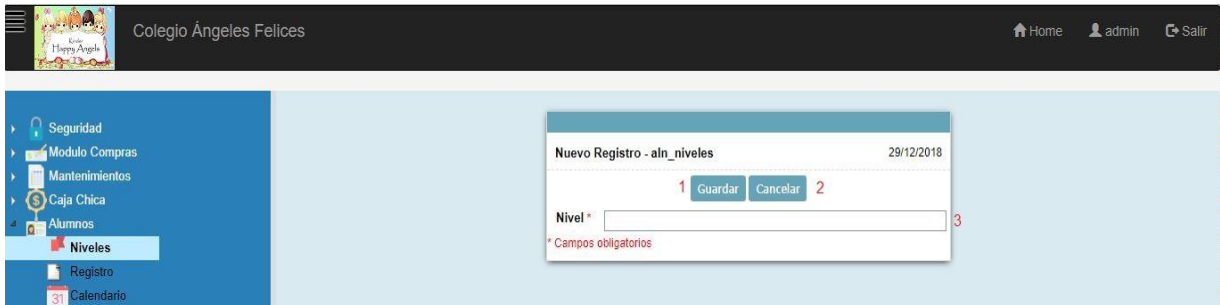 Kinder
Happy Angels
Colegio Ángeles Felices
Home admin Salir
Seguridad
Modulo Compras
Mantenimientos
Caja Chica
Alumnos
Niveles
Registro
31 Calendario
Nuevo Registro - aln_niveles 29/12/2018
1 Guardar Cancelar 2
Nivel * 3
* Campos obligatorios